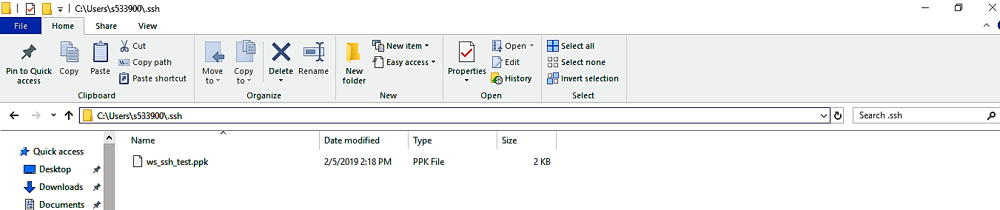 C:\Users\s533900\.ssh
File Home Share View
Pin to Quick access
Copy
Paste
Cut
Copy path
Paste shortcut
Clipboard
Move to
Copy to
Delete
Rename
Organize
New folder
New item
Easy access
New
Properties
Open
Edit
History
Open
Select all
Select none
Invert selection
Select
C:\Users\s533900\.ssh
Search .ssh
Name Date modified Type Size
Quick access
Desktop
Downloads
Documents
ws_ssh_test.ppk 2/5/2019 2:18 PM PPK File 2 KB